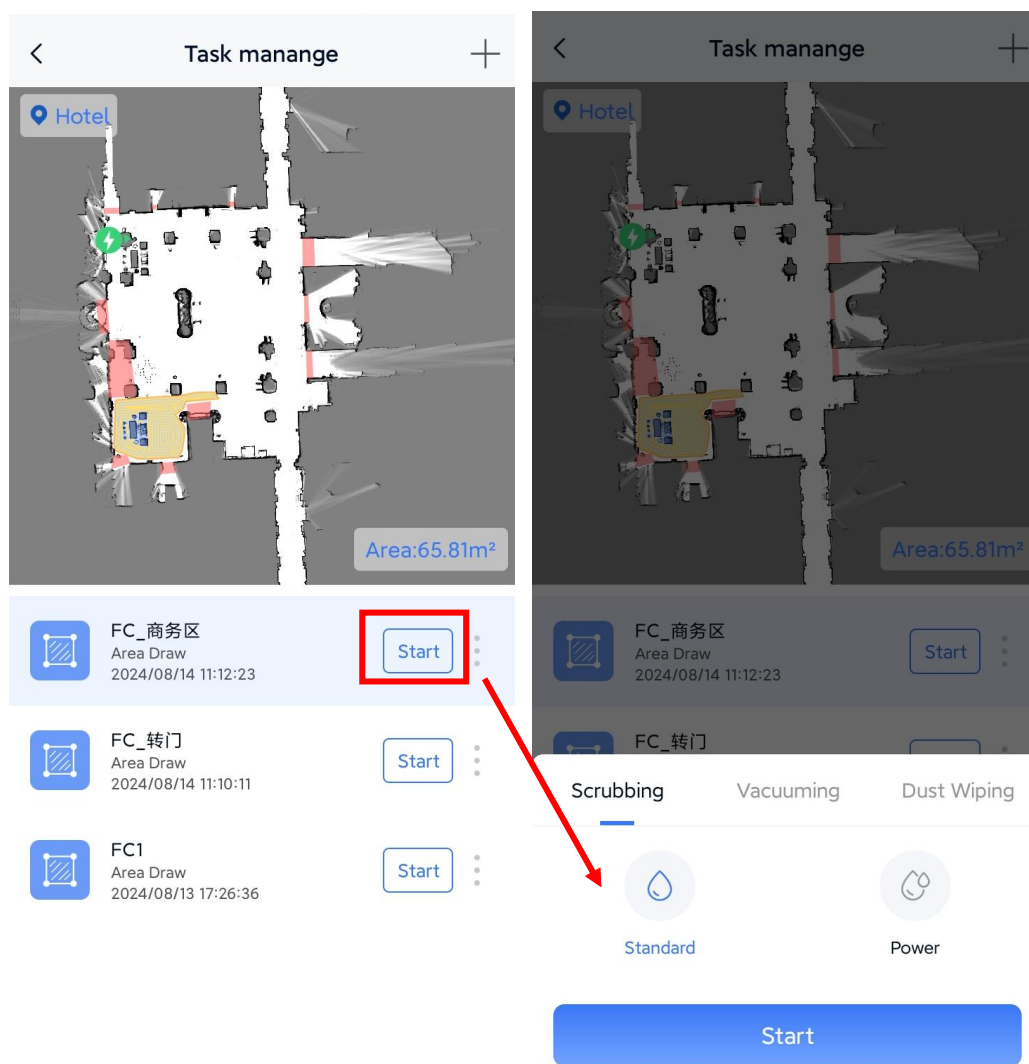 Task manange
Hotel
Area:65.81m²
FC_商务区
Area Draw
2024/08/14 11:12:23
Start
FC_转门
Area Draw
2024/08/14 11:10:11
Start
FC1
Area Draw
2024/08/13 17:26:36
Start
Task manange
Hotel
Area:65.81m²
FC_商务区
Area Draw
2024/08/14 11:12:23
Start
FC_转门
Scrubbing
Vacuuming
Dust Wiping
Standard
Power
Start